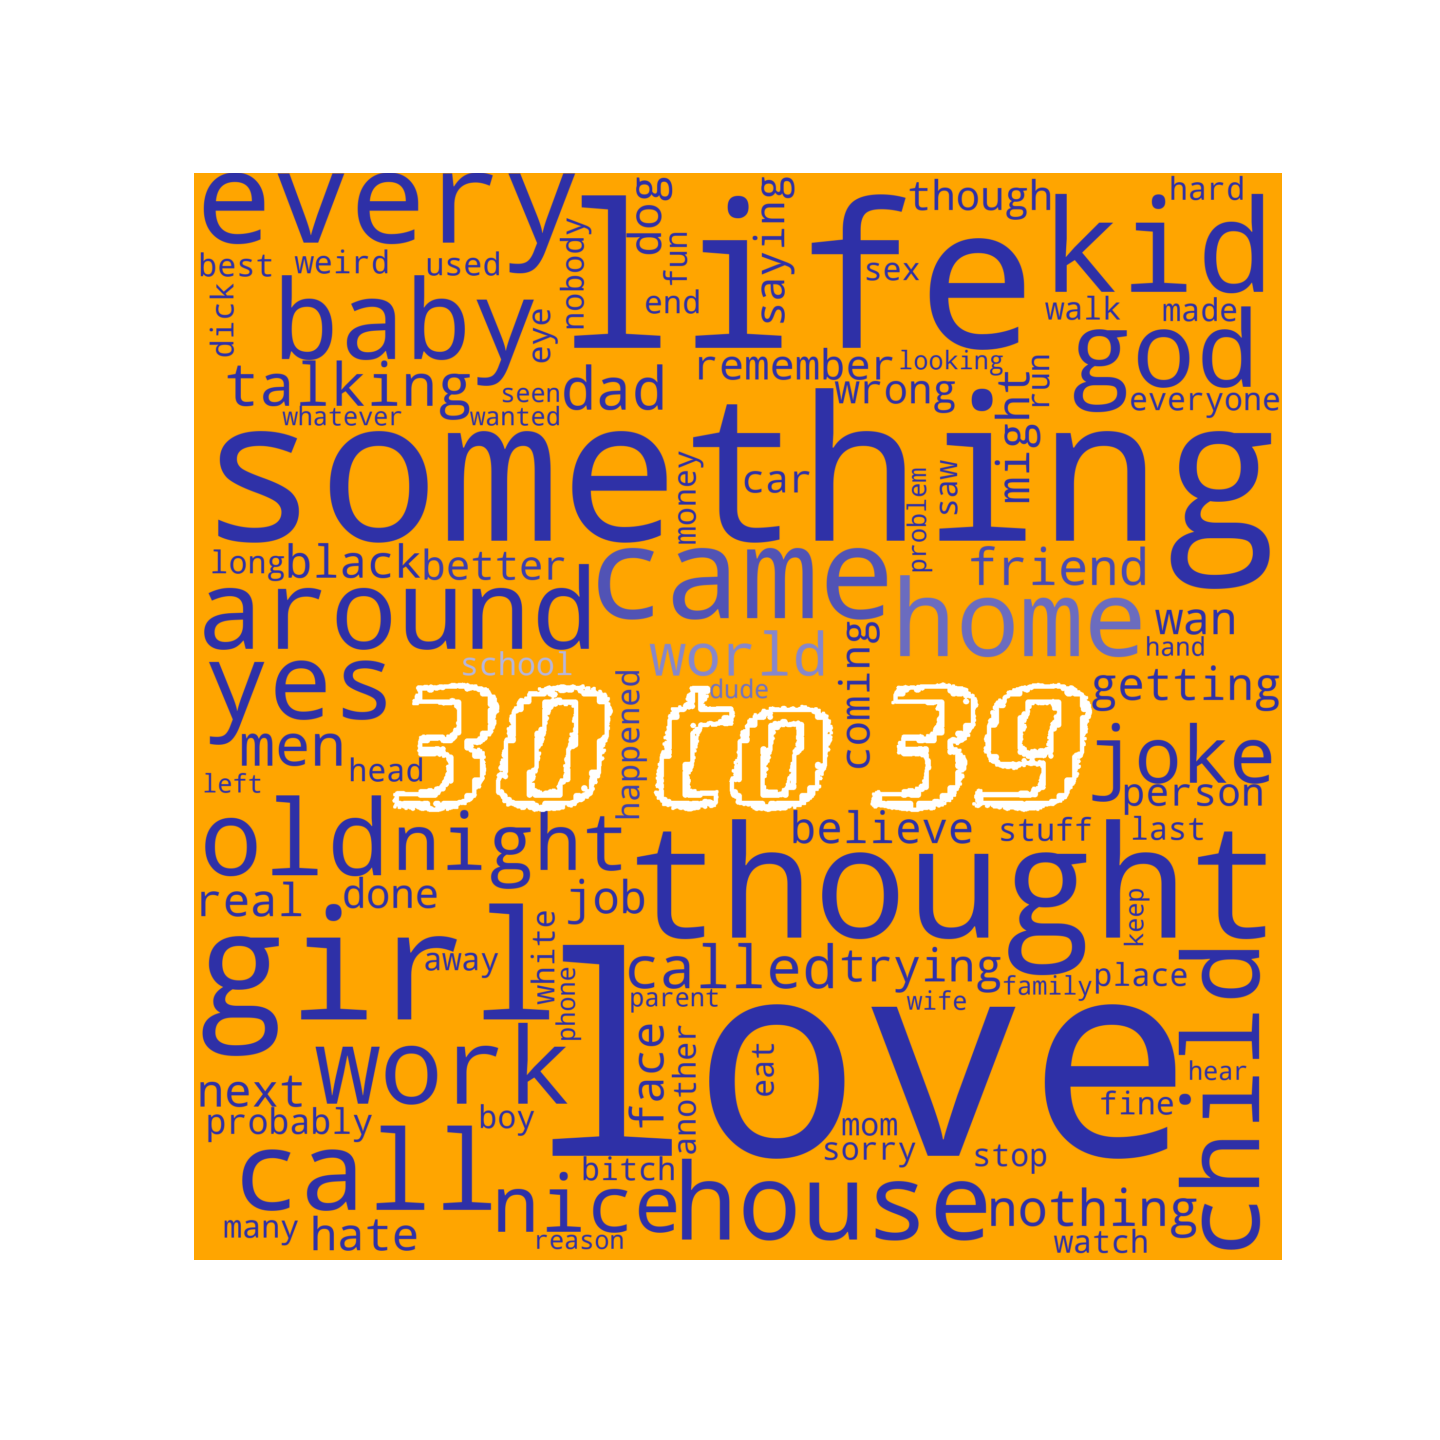 every
life
dog
saying
though
hard
kid
best
weird
used
nobody
fun
sex
dick
baby
eye
end
walk
made
god
talking
seen
dad
remember
looking
wrong
might
run
everyone
whatever
wanted
something
money
car
problem
saw
long
black
better
came
friend
around
home
wan
hand
yes
school
world
dude
coming
getting
men
happened
30 to 39
joke
left
head
person
old
night
believe
stuff
last
thought
real
done
job
keep
girl
away
white
phone
called
trying
family
place
child
parent
wife
love
work
face
another
eat
hear
next
fine
probably
boy
mom
sorry
stop
call
bitch
nice
house
nothing
many
hate
reason
watch